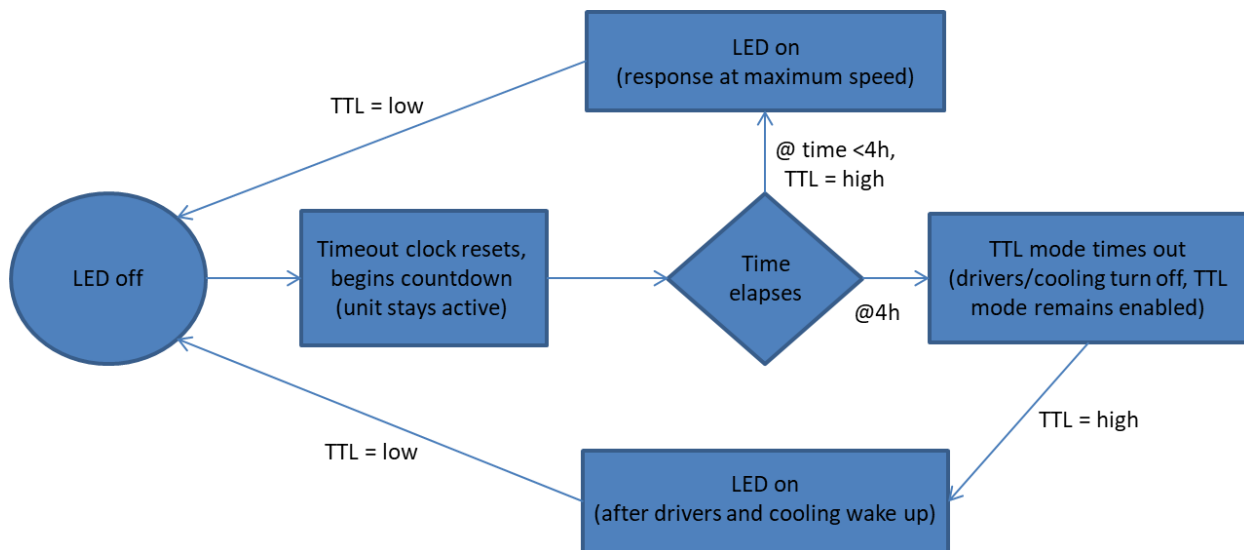 LED on
(response at maximum speed)
TTL = low
@ time <4h,
TTL = high
LED off
Timeout clock resets,
begins countdown
(unit stays active)
Time
elapses
@4h
TTL mode times out
(drivers/cooling turn off, TTL
mode remains enabled)
TTL = high
TTL = low
LED on
(after drivers and cooling wake up)